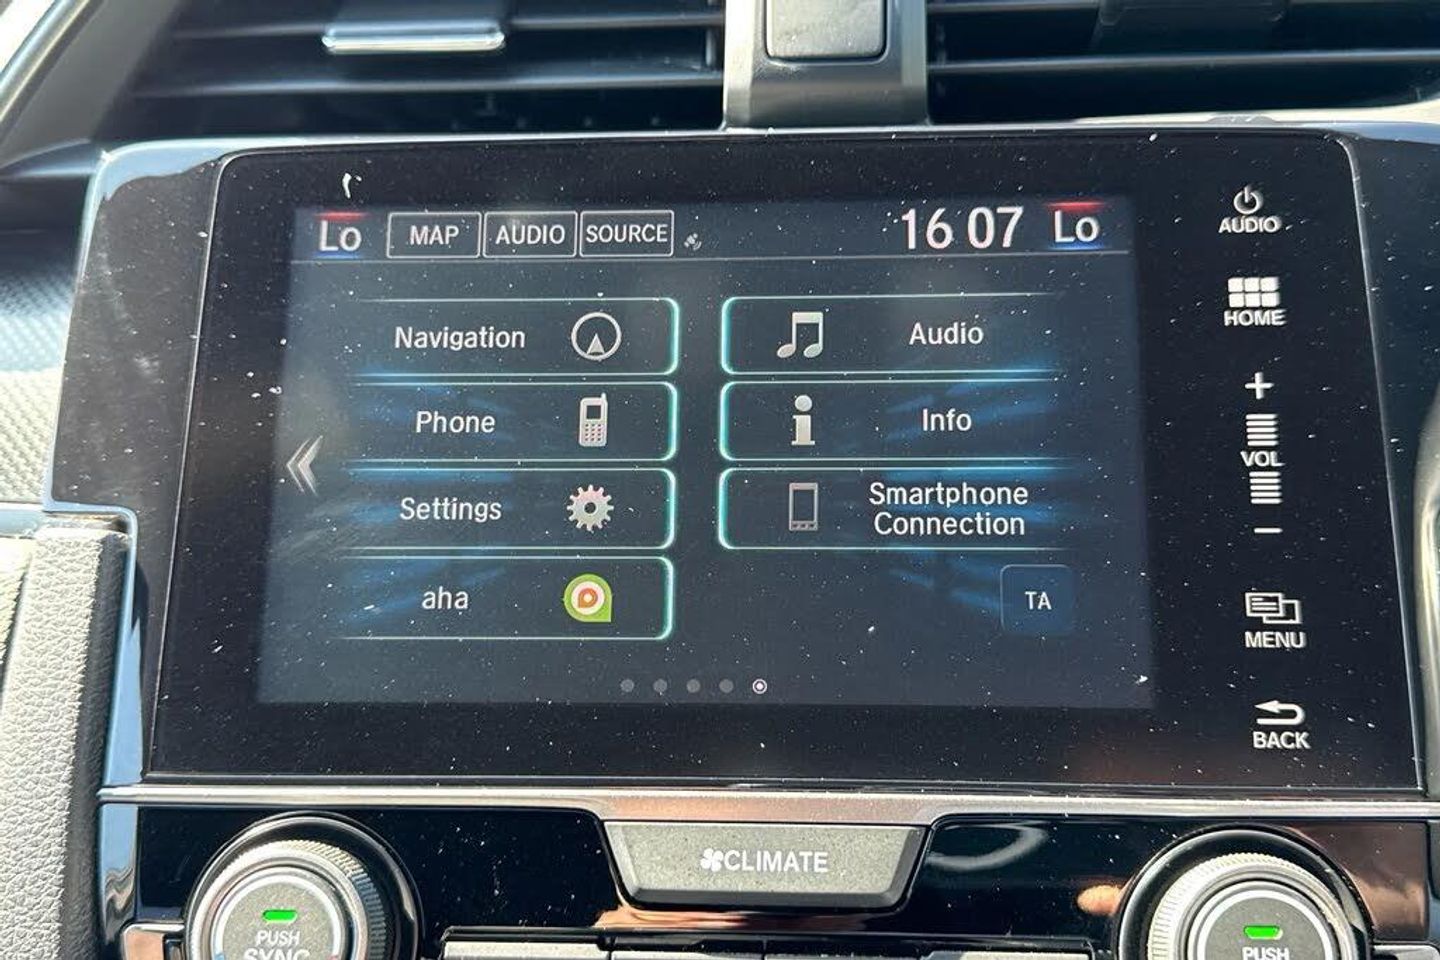 Lo MAP AUDIO SOURCE 16 07 Lo
AUDIO
Navigation
Audio
HOME
Phone
Info
VOL
Settings
Smartphone
Connection
aha
TA
MENU
BACK
CLIMATE
PUSH
SYNC
PUSH